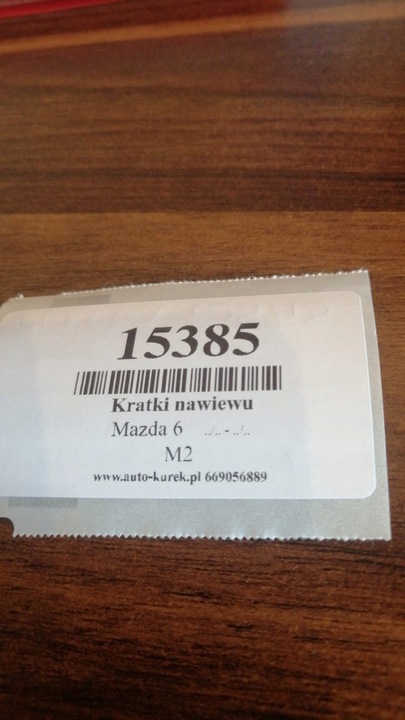 15385
Kratki nawiewu
Mazda 6 ../.. - ../..
M2
www.auto-kurek.pl 669056889